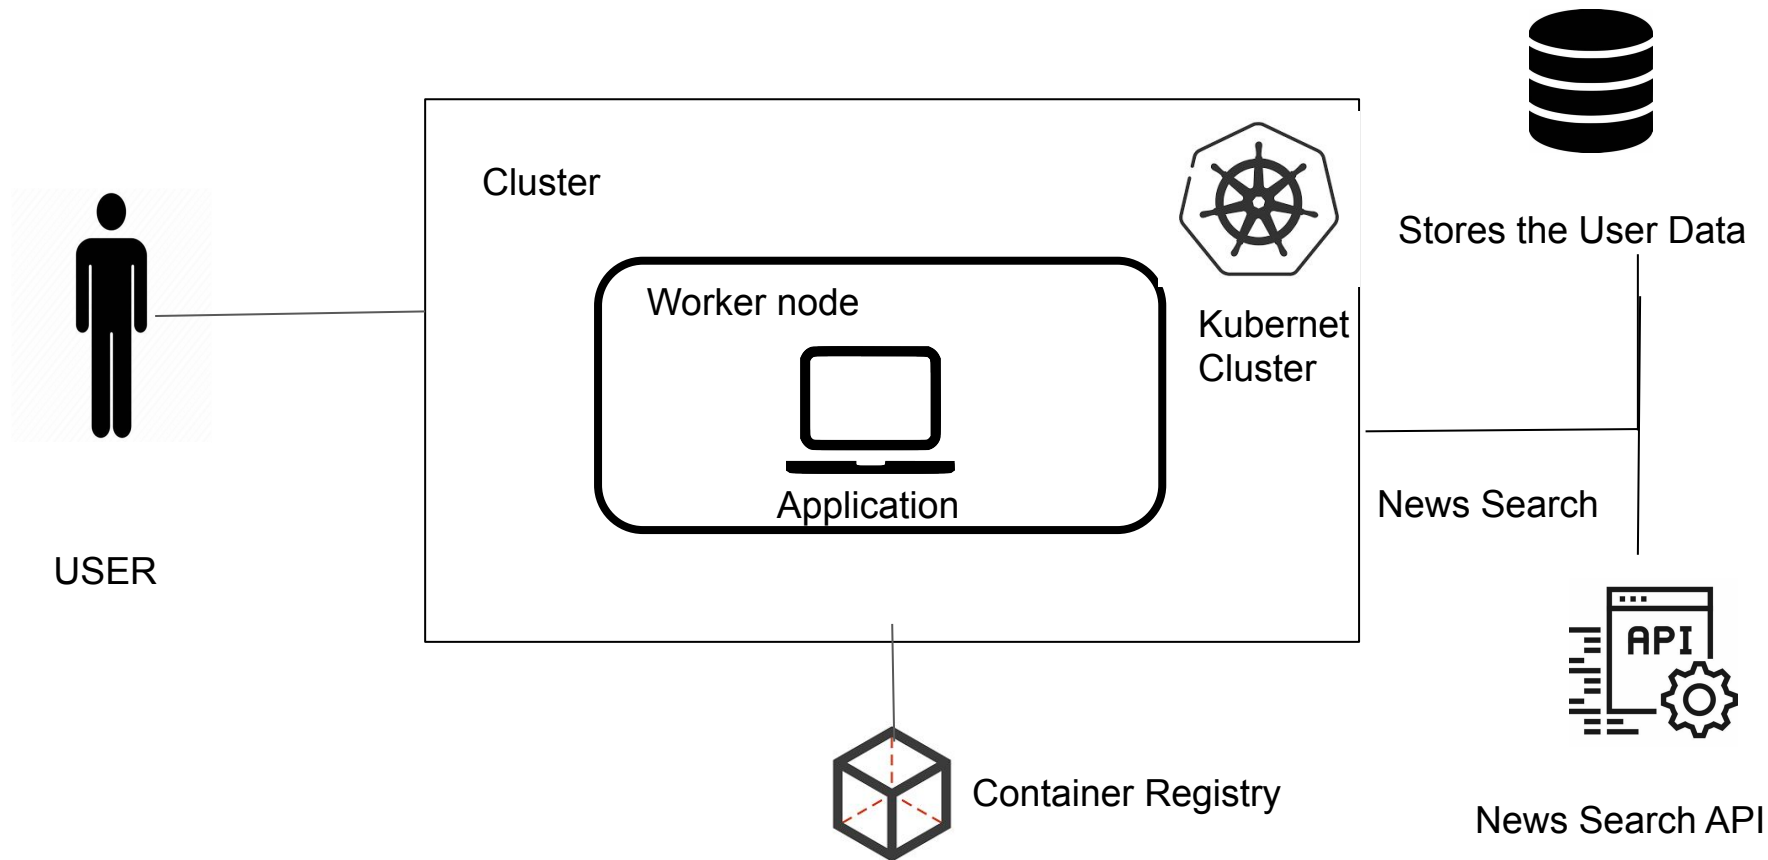 Cluster
Stores the User Data
Worker node
Kubernet
Cluster
Application
News Search
USER
API
Container Registry
News Search API